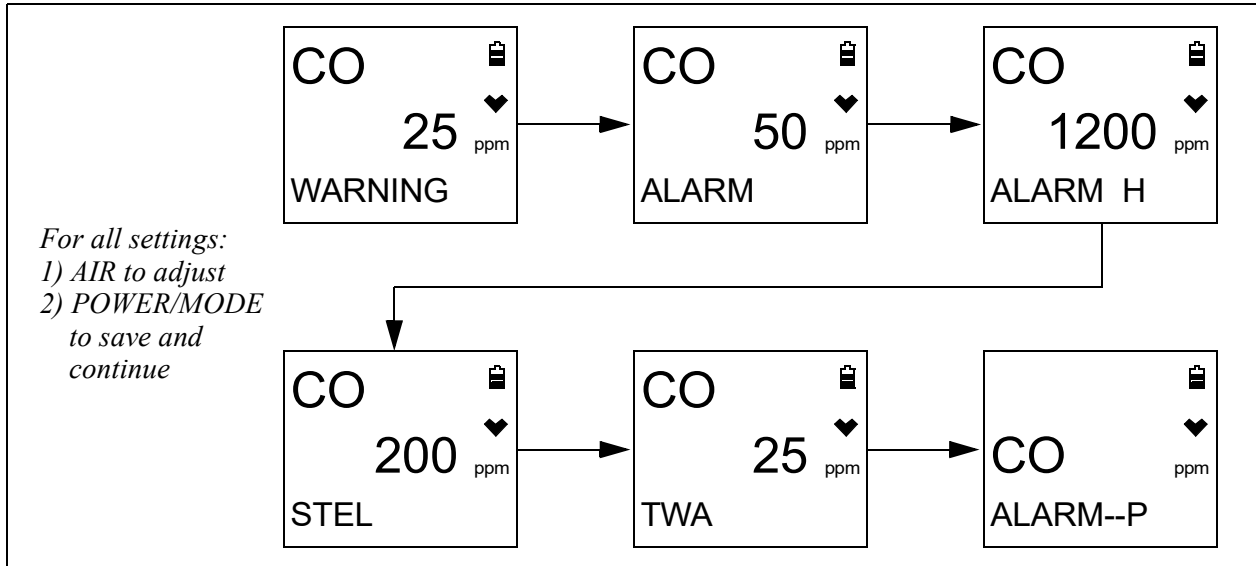 CO
25 ppm
WARNING
CO
50 ppm
ALARM
CO
1200 ppm
ALARM H
For all settings:
1) AIR to adjust
2) POWER/MODE
to save and
continue
CO
200 ppm
STEL
CO
25 ppm
TWA
CO ppm
ALARM--P